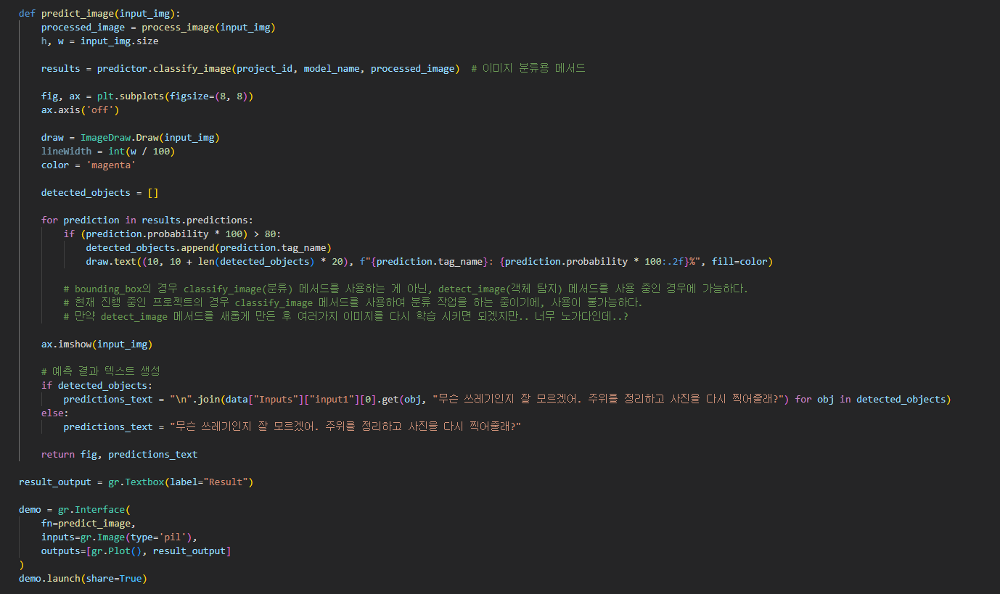 def predict_image(input_img):
processed_image = process_image(input_img)
h, w = input_img.size
results = predictor.classify_image(project_id, model_name, processed_image)  # 이미지 분류용 메서드
fig, ax = plt.subplots(figsize=(8, 8))
ax.axis('off')
draw = ImageDraw.Draw(input_img)
lineWidth = int(w / 100)
color = 'magenta'
detected_objects = []
for prediction in results.predictions:
if (prediction.probability * 100) > 80:
detected_objects.append(prediction.tag_name)
draw.text((10, 10 + len(detected_objects) * 20), f"{prediction.tag_name}: {prediction.probability * 100:.2f}%", fill=color)
# bounding_box의 경우 classify_image(분류) 메서드를 사용하는 게 아닌, detect_image(객체 탐지) 메서드를 사용 중인 경우에 가능하다.
# 현재 진행 중인 프로젝트의 경우 classify_image 메서드를 사용하여 분류 작업을 하는 중이기에, 사용이 불가능하다.
# 만약 detect_image 메서드를 새롭게 만든 후 여러가지 이미지를 다시 학습 시키면 되겠지만.. 너무 노가다인데..?
ax.imshow(input_img)
# 예측 결과 텍스트 생성
if detected_objects:
predictions_text = "\n".join(data["Inputs"]["input1"][0].get(obj, "무슨 쓰레기인지 잘 모르겠어. 주위를 정리하고 사진을 다시 찍어줄래?") for obj in detected_objects)
else:
predictions_text = "무슨 쓰레기인지 잘 모르겠어. 주위를 정리하고 사진을 다시 찍어줄래?"
return fig, predictions_text
result_output = gr.Textbox(label="Result")
demo = gr.Interface(
fn=predict_image,
inputs=gr.Image(type='pil'),
outputs=[gr.Plot(), result_output]
)
demo.launch(share=True)